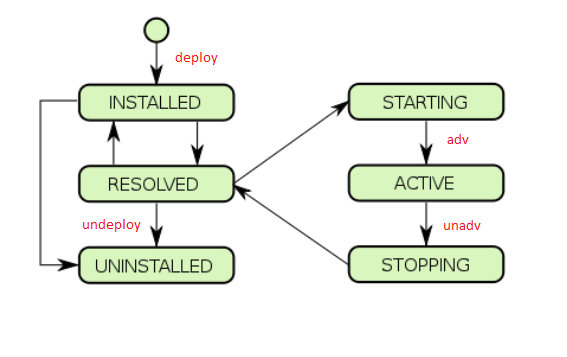 deploy
INSTALLED
STARTING
adv
RESOLVED
ACTIVE
undeploy
unadv
UNINSTALLED
STOPPING